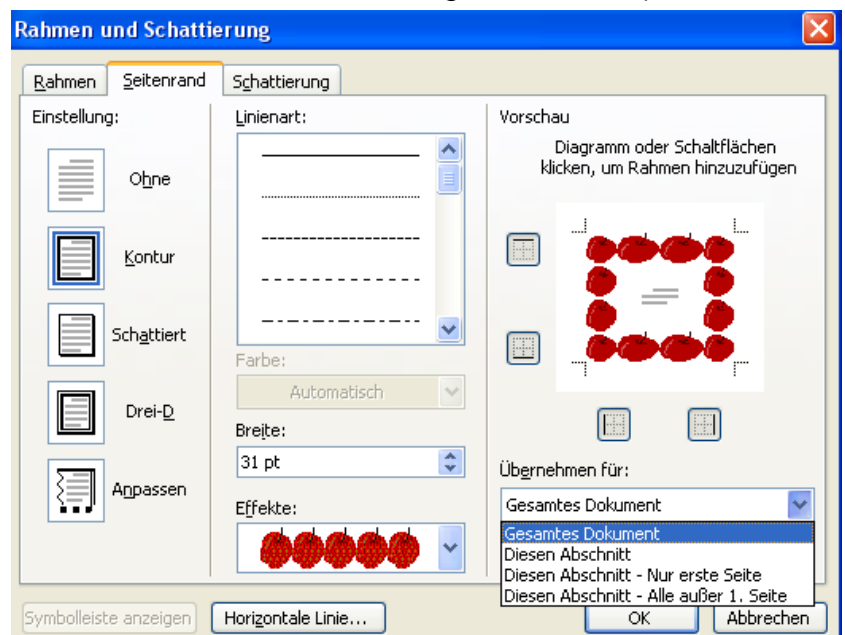 Rahmen und Schattierung
Rahmen
Seitenrand
Schattierung
Einstellung:
Ohne
Kontur
Schattiert
Drei-D
Anpassen
Linienart:
Farbe:
Automatisch
Breite:
31 pt
Effekte:
Vorschau
Diagramm oder Schaltflächen
klicken, um Rahmen hinzuzufügen
Übernehmen für:
Gesamtes Dokument
Gesamtes Dokument
Diesen Abschnitt
Diesen Abschnitt - Nur erste Seite
Diesen Abschnitt - Alle außer 1. Seite
Symbolleiste anzeigen
Horizontale Linie...
OK
Abbrechen